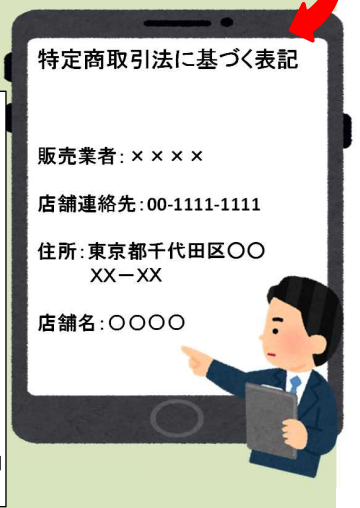 特定商取引法に基づく表記
販売業者:××××
店舗連絡先:00-1111-1111
住所:東京都千代田区〇〇
XX－XX
店舗名:〇〇〇〇